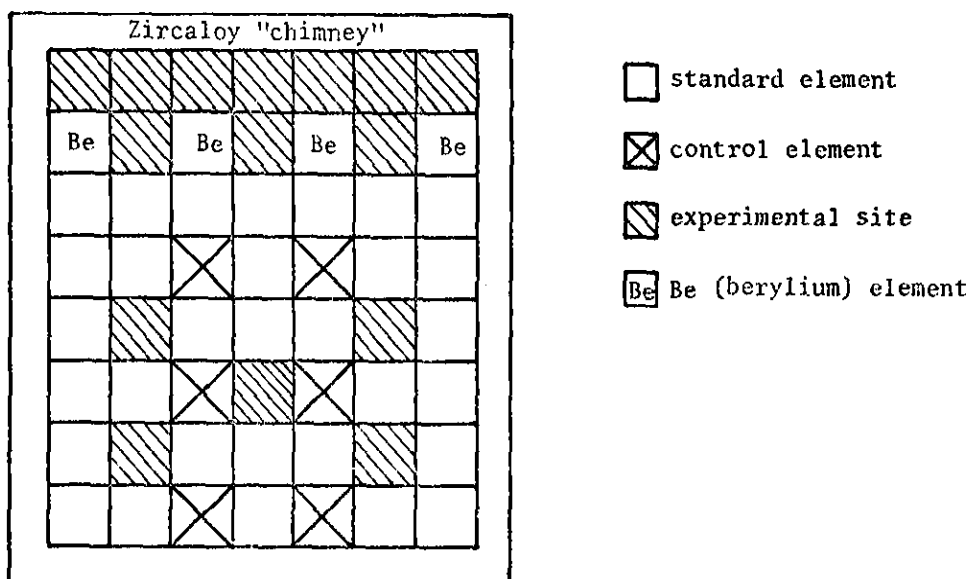 Zircaloy "chimney"
Be Be Be Be
standard element
control element
experimental site
Be Be (berylium) element